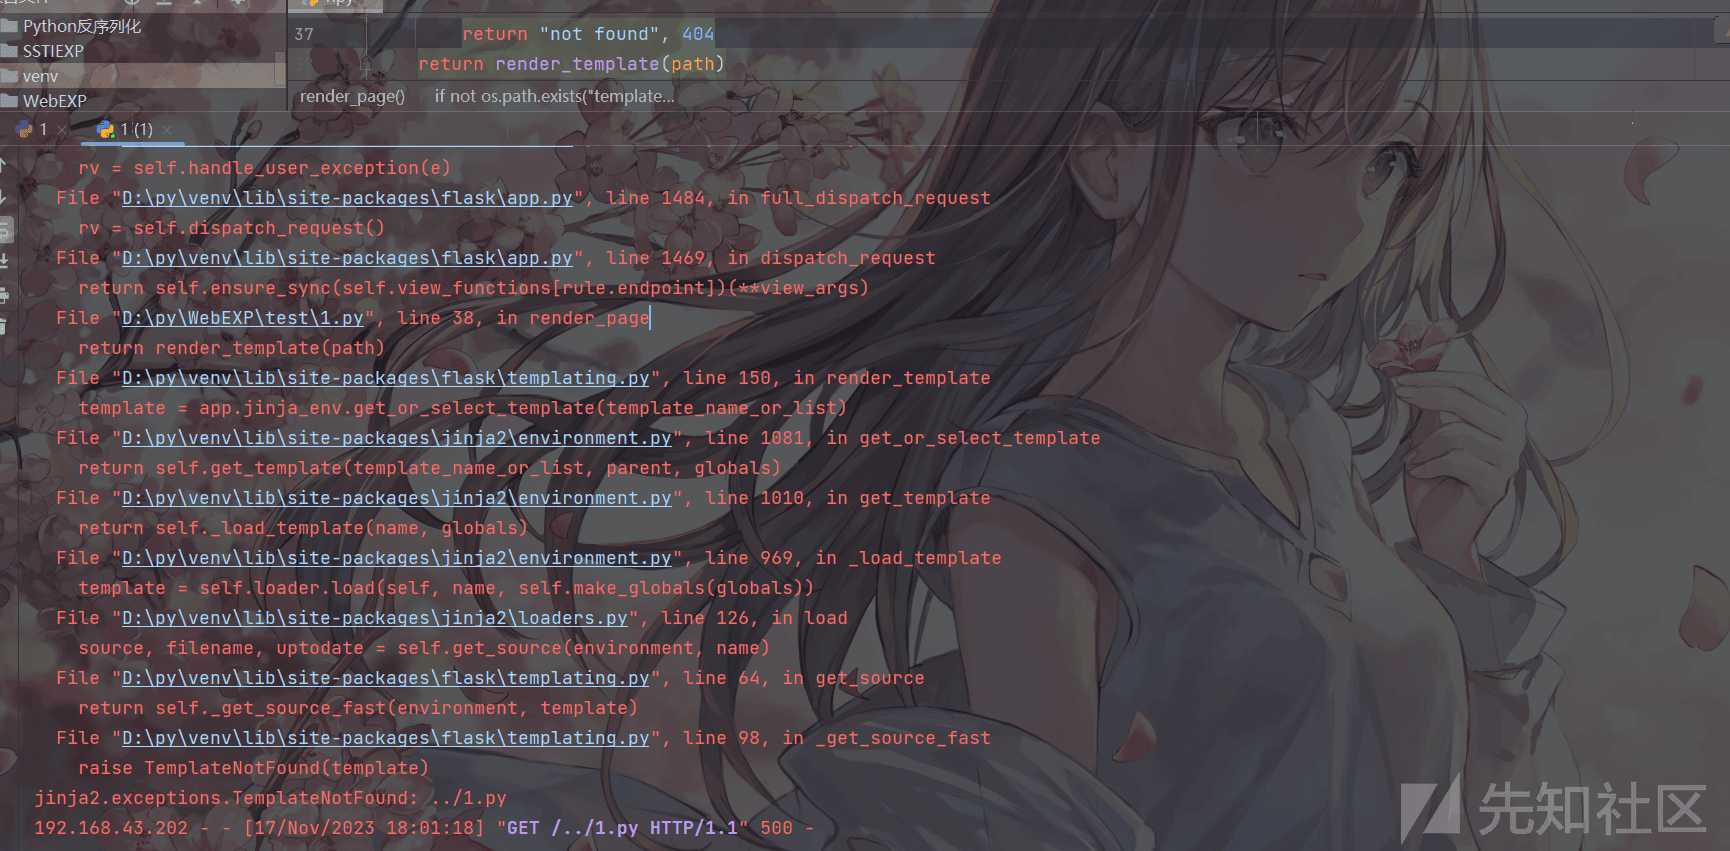 Python反序列化
SSTIEXP
venv
WebEXP
37
return "not found", 404
return render_template(path)
render_page()
if not os.path.exists("template...
1
1 (1)
rv = self.handle_user_exception(e)
File "D:\py\venv\lib\site-packages\flask\app.py", line 1484, in full_dispatch_request
rv = self.dispatch_request()
File "D:\py\venv\lib\site-packages\flask\app.py", line 1469, in dispatch_request
return self.ensure_sync(self.view_functions[rule.endpoint])(**view_args)
File "D:\py\WebEXP\test\1.py", line 38, in render_page
return render_template(path)
File "D:\py\venv\lib\site-packages\flask\templating.py", line 150, in render_template
template = app.jinja_env.get_or_select_template(template_name_or_list)
File "D:\py\venv\lib\site-packages\jinja2\environment.py", line 1081, in get_or_select_template
return self.get_template(template_name_or_list, parent, globals)
File "D:\py\venv\lib\site-packages\jinja2\environment.py", line 1010, in get_template
return self._load_template(name, globals)
File "D:\py\venv\lib\site-packages\jinja2\environment.py", line 969, in _load_template
template = self.loader.load(self, name, self.make_globals(globals))
File "D:\py\venv\lib\site-packages\jinja2\loaders.py", line 126, in load
source, filename, uptodate = self.get_source(environment, name)
File "D:\py\venv\lib\site-packages\flask\templating.py", line 64, in get_source
return self._get_source_fast(environment, template)
File "D:\py\venv\lib\site-packages\flask\templating.py", line 98, in _get_source_fast
raise TemplateNotFound(template)
jinja2.exceptions.TemplateNotFound: ../1.py
192.168.43.202 - - [17/Nov/2023 18:01:18] "GET /../1.py HTTP/1.1" 500 -
先知社区